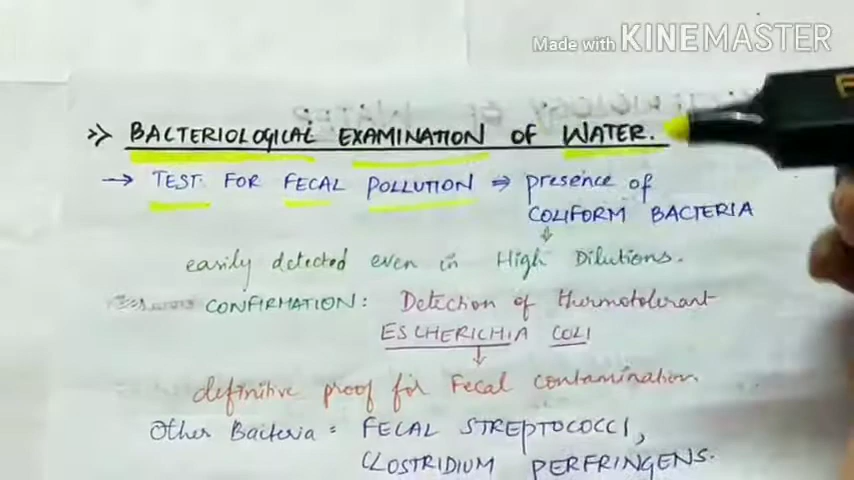 Made with KINEMASTER
>> BACTERIOLOGICAL EXAMINATION OF WATER.
→ TEST FOR FECAL POLLUTION ⇒ presence of
COLIFORM BACTERIA
↓
easily detected even in High Dilutions.
CONFIRMATION: Detection of thermotolerant
ESCHERICHIA COLI
↓
definitive proof for Fecal contamination.
Other Bacteria = FECAL STREPTOCOCCI,
CLOSTRIDIUM PERFRINGENS.